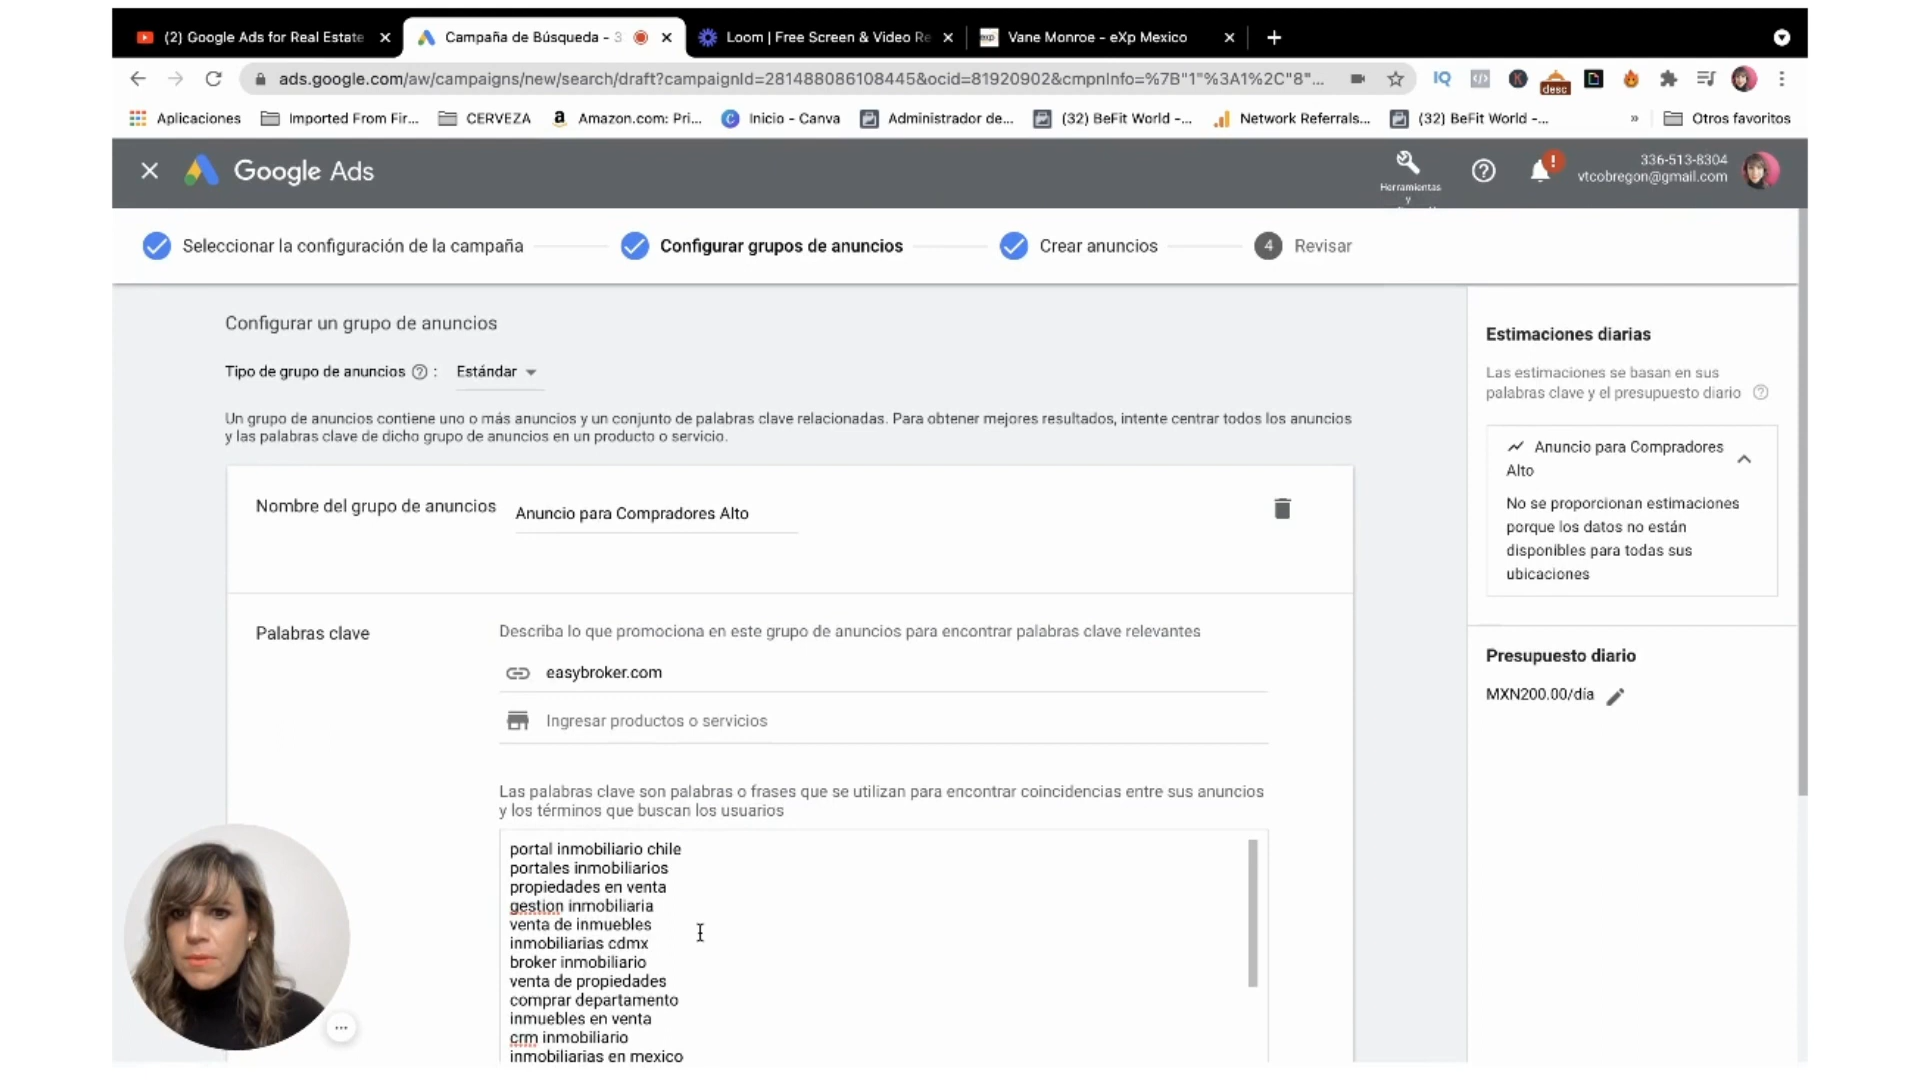 (2) Google Ads for Real Estate
Campaña de Búsqueda - 3
Loom | Free Screen & Video Re
Vane Monroe - eXp Mexico
ads.google.com/aw/campaigns/new/search/draft?campaignId=281488086108445&ocid=81920902&cmpnInfo=%7B"1"%3A1%2C"8"...
IQ
desc
Aplicaciones
Imported From Fir...
CERVEZA
Amazon.com: Pri...
Inicio - Canva
Administrador de...
(32) BeFit World -...
Network Referrals...
(32) BeFit World -...
Otros favoritos
Google Ads
Herramientas
y
336-513-8304
vtcobregon@gmail.com
Seleccionar la configuración de la campaña
Configurar grupos de anuncios
Crear anuncios
4 Revisar
Configurar un grupo de anuncios
Tipo de grupo de anuncios : Estándar
Un grupo de anuncios contiene uno o más anuncios y un conjunto de palabras clave relacionadas. Para obtener mejores resultados, intente centrar todos los anuncios
y las palabras clave de dicho grupo de anuncios en un producto o servicio.
Nombre del grupo de anuncios
Anuncio para Compradores Alto
Palabras clave
Describa lo que promociona en este grupo de anuncios para encontrar palabras clave relevantes
easybroker.com
Ingresar productos o servicios
Las palabras clave son palabras o frases que se utilizan para encontrar coincidencias entre sus anuncios
y los términos que buscan los usuarios
portal inmobiliario chile
portales inmobiliarios
propiedades en venta
gestion inmobiliaria
venta de inmuebles
inmobiliarias cdmx
broker inmobiliario
venta de propiedades
comprar departamento
inmuebles en venta
crm inmobiliario
inmobiliarias en mexico
Estimaciones diarias
Las estimaciones se basan en sus
palabras clave y el presupuesto diario
Anuncio para Compradores
Alto
No se proporcionan estimaciones
porque los datos no están
disponibles para todas sus
ubicaciones
Presupuesto diario
MXN200.00/día